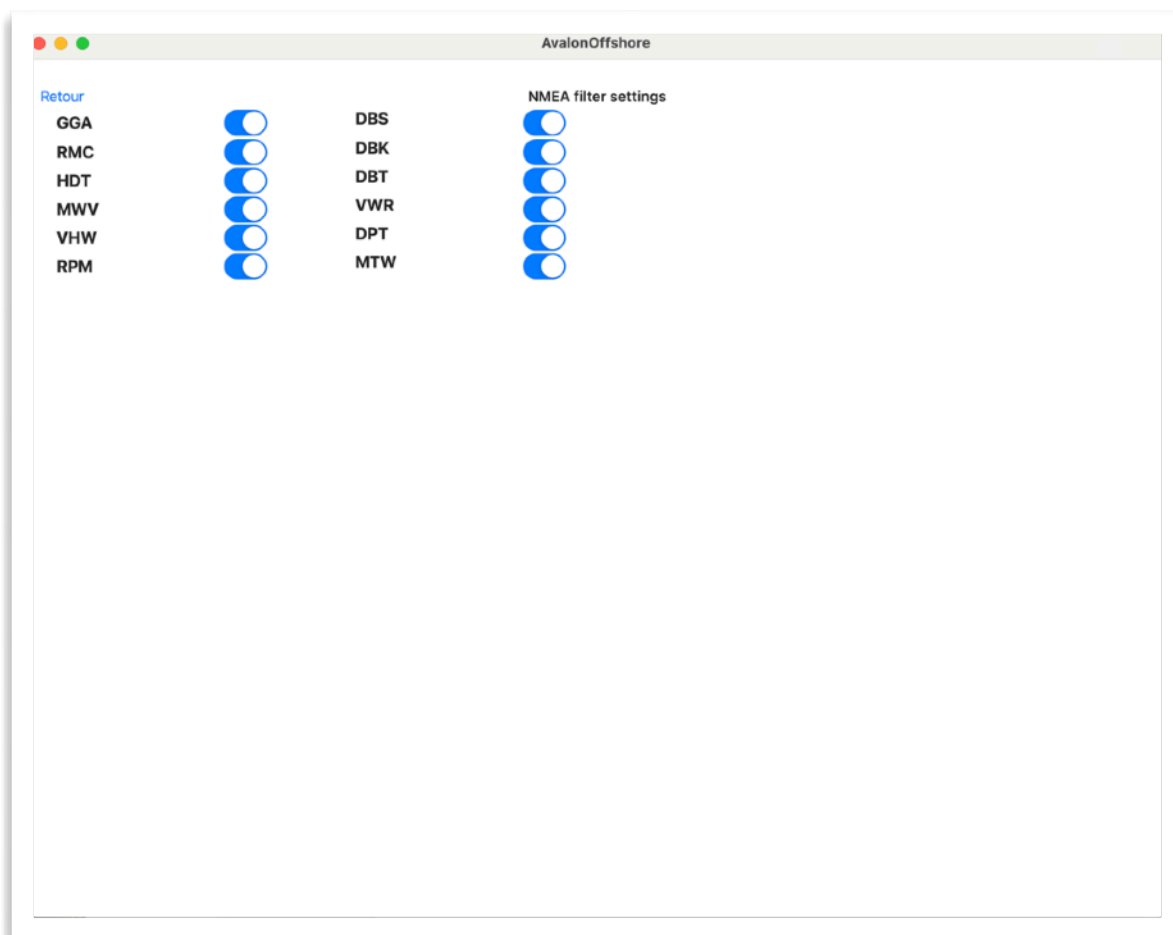 AvalonOffshore
Retour
NMEA filter settings
GGA
DBS
RMC
DBK
HDT
DBT
MWV
VWR
VHW
DPT
RPM
MTW